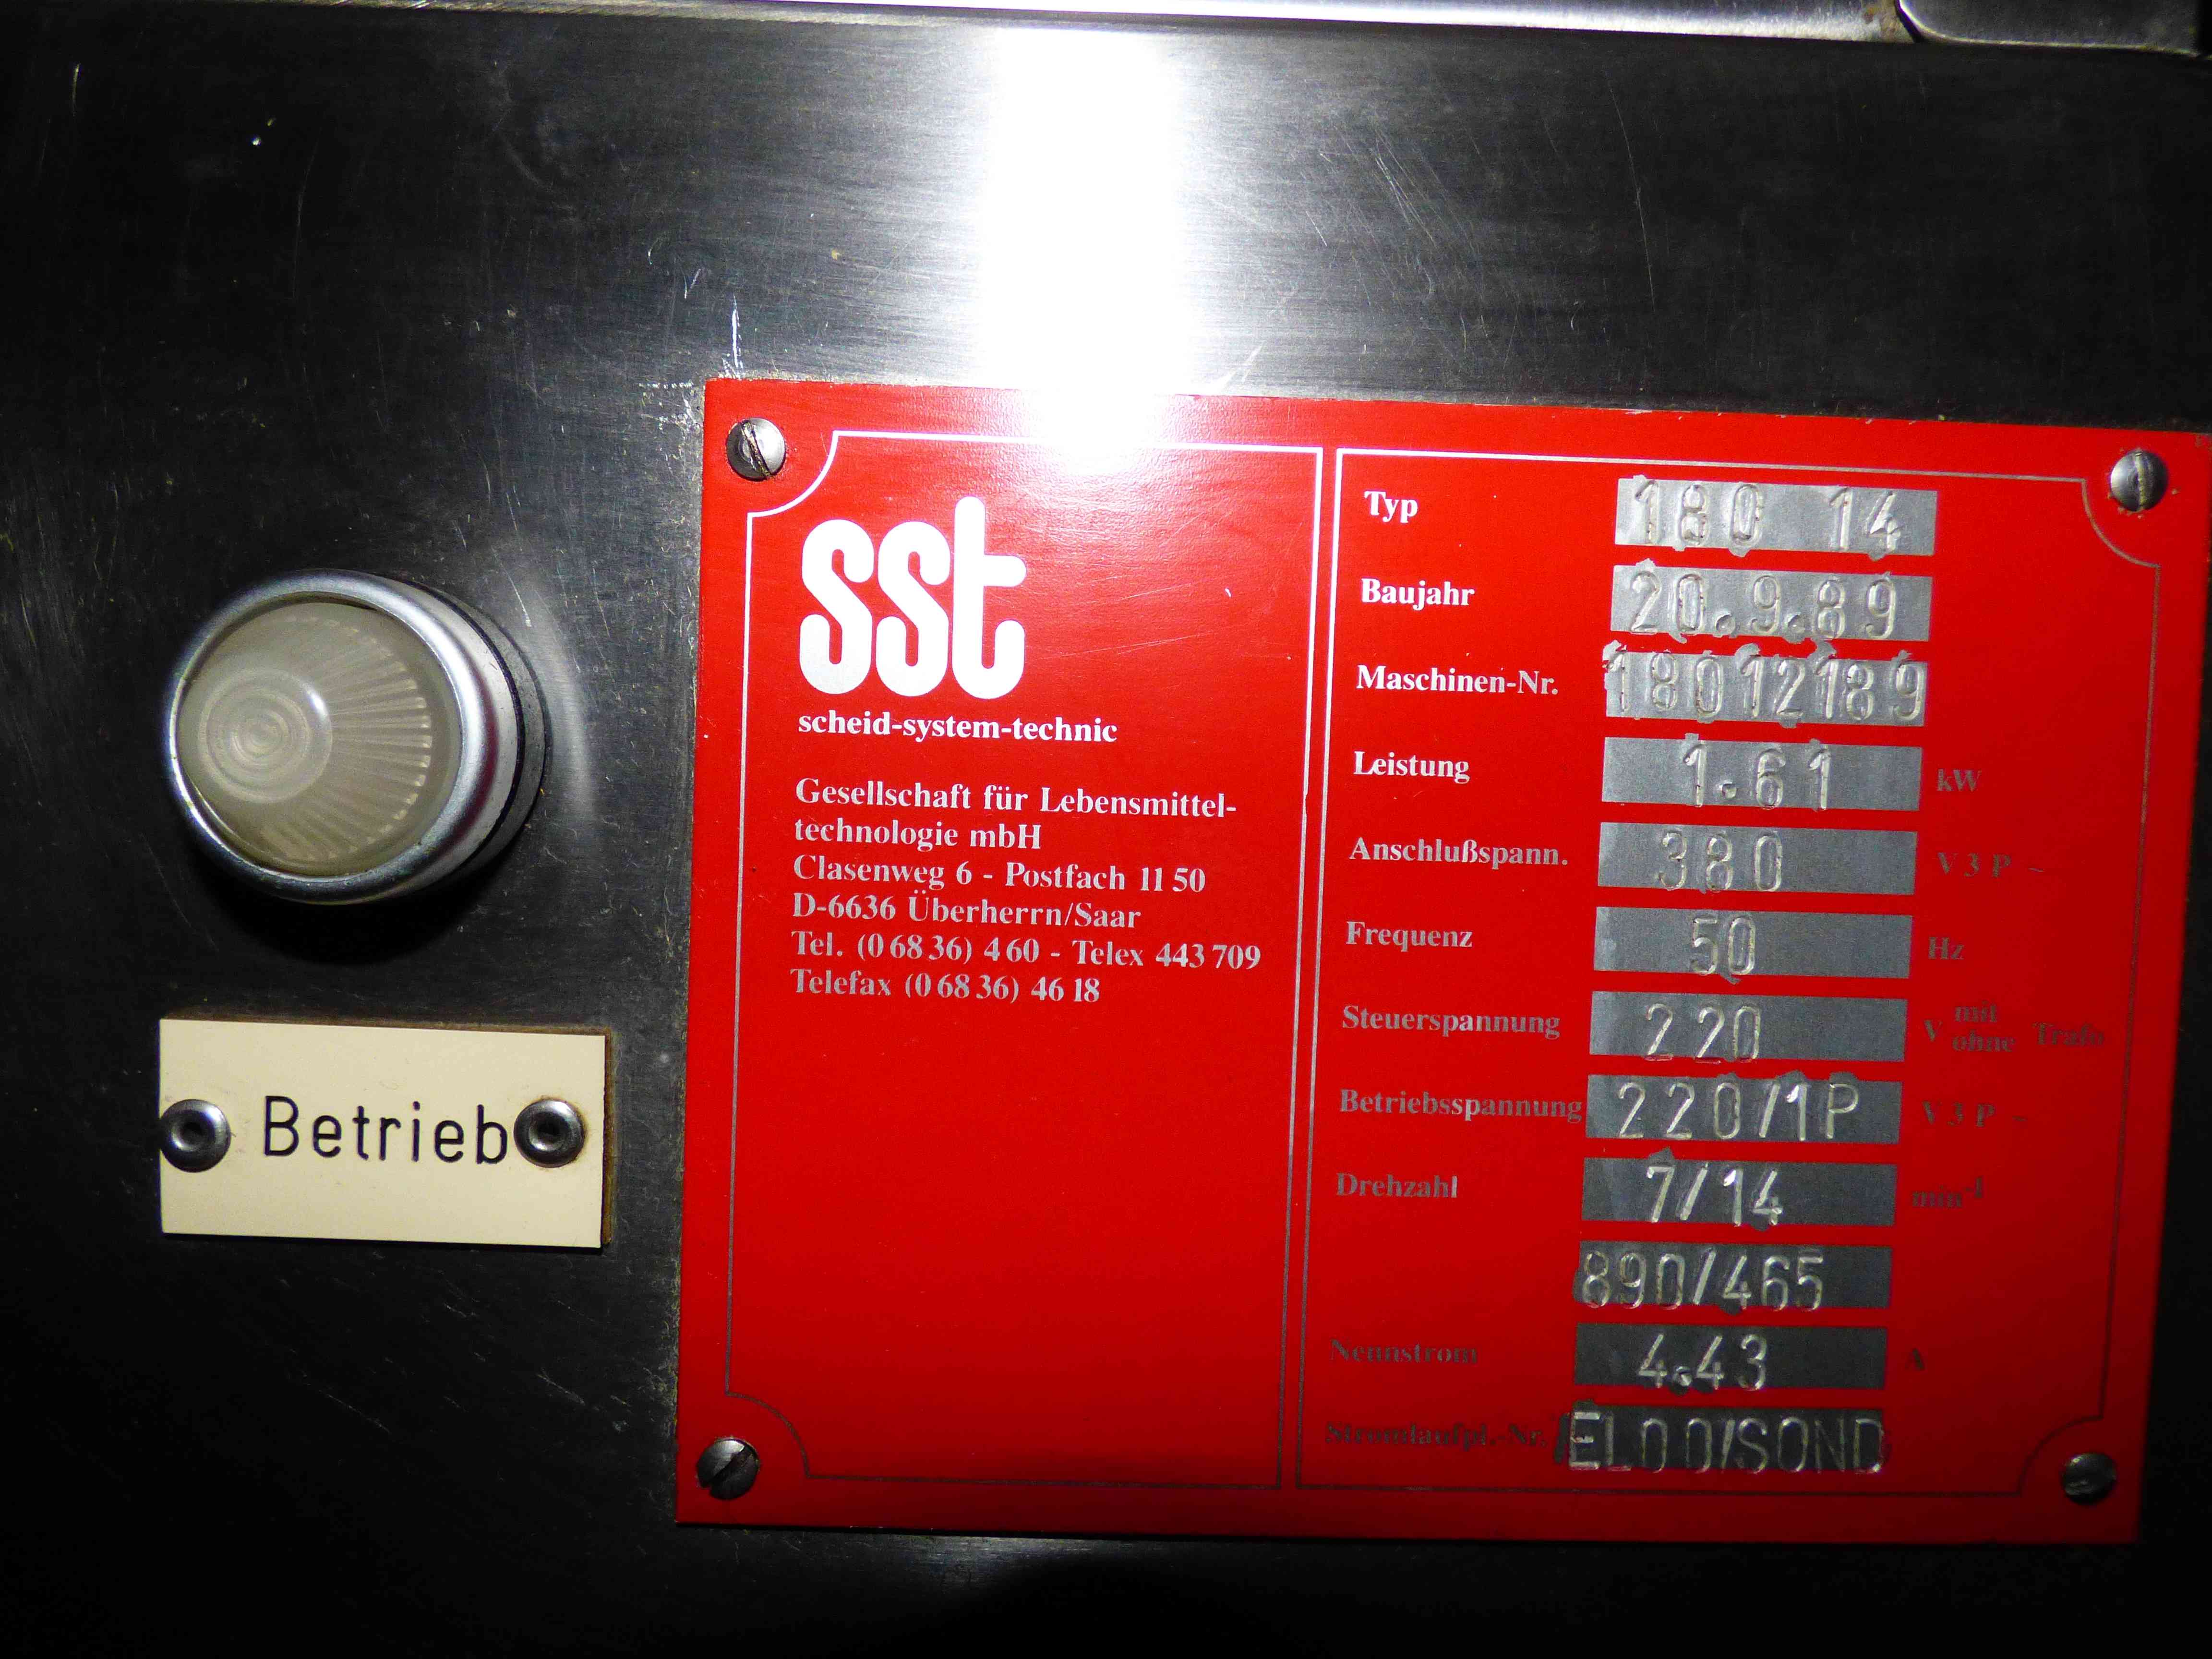 sst
scheid-system-technic
Gesellschaft für Lebensmittel-
technologie mbH
Clasenweg 6 - Postfach 11 50
D-6636 Überherrn/Saar
Tel. (0 68 36) 4 60 - Telex 443 709
Telefax (0 68 36) 46 18
Typ 180 14
Baujahr 20.9.89
Maschinen-Nr. 18012189
Leistung 1.61 kW
Anschlußspann. 380 V 3 P ~
Frequenz 50 Hz
Steuerspannung 220 V mit ohne Trafo
Betriebsspannung 220/1P V 3 P ~
Drehzahl 7/14 min-1
890/465
Nennstrom 4.43 A
Stromlaufpl.-Nr. EL00/SOND
Betrieb